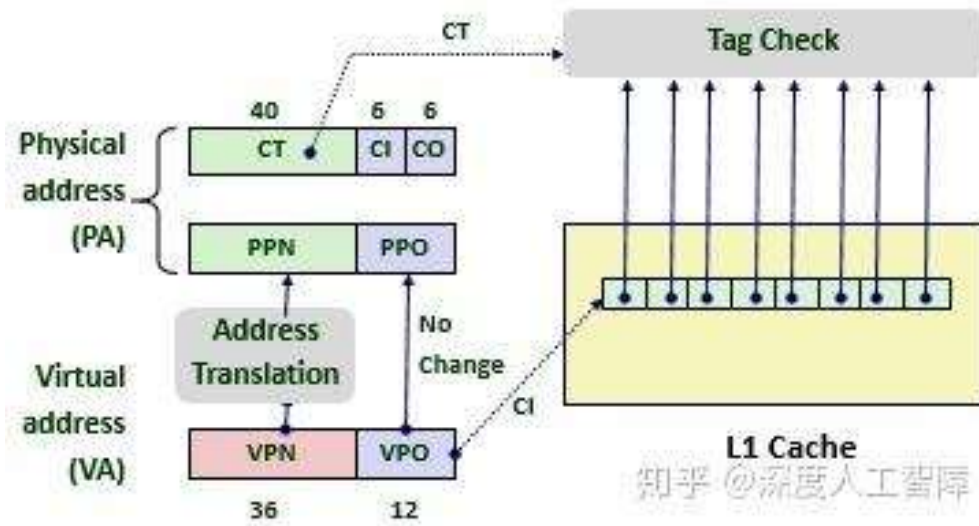 CT
Tag Check
40 6 6
Physical
address
(PA)
CT CI CO
PPN PPO
Address
Translation
No
Change
Virtual
address
(VA)
CI
VPN VPO
L1 Cache
36 12
知乎 @深度人工智障